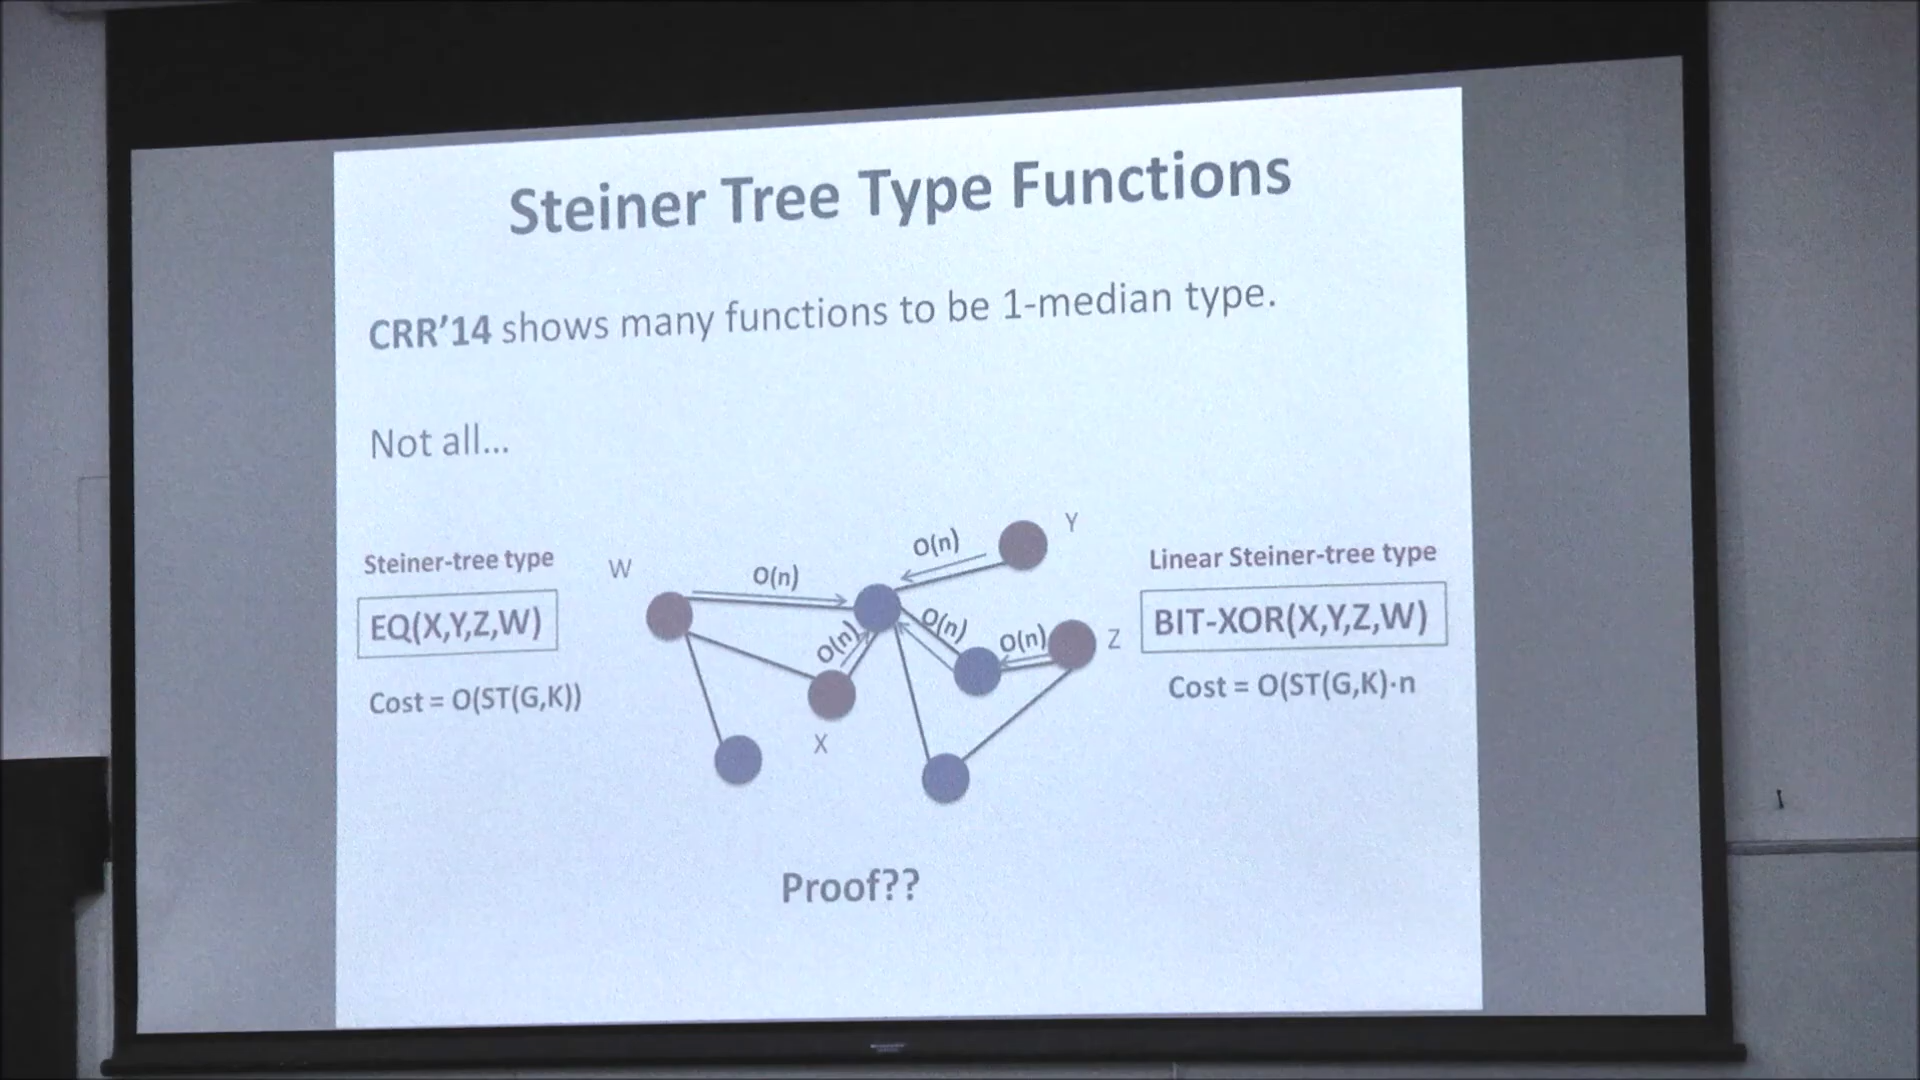 Steiner Tree Type Functions
CRR'14 shows many functions to be 1-median type.
Not all...
Steiner-tree type
EQ(X,Y,Z,W)
Cost = O(ST(G,K))
W
O(n)
O(n)
Y
O(n)
O(n)
O(n)
Z
X
Linear Steiner-tree type
BIT-XOR(X,Y,Z,W)
Cost = O(ST(G,K)·n
Proof??